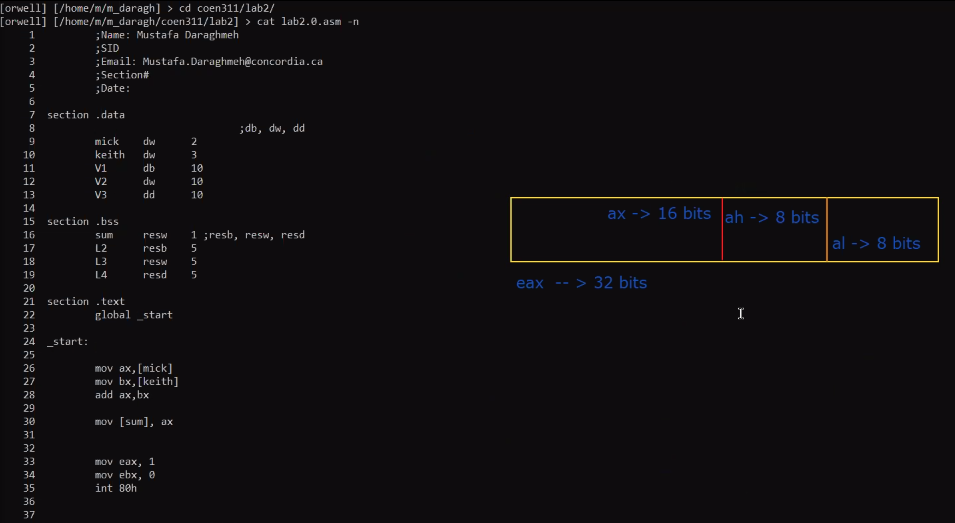 [orwell] [/home/m/m_daragh] > cd coen311/lab2/
[orwell] [/home/m/m_daragh/coen311/lab2] > cat lab2.0.asm -n
1 ;Name: Mustafa Daraghmeh
2 ;SID
3 ;Email: Mustafa.Daraghmeh@concordia.ca
4 ;Section#
5 ;Date:
6
7 section .data
8 ;db, dw, dd
9 mick dw 2
10 keith dw 3
11 V1 db 10
12 V2 dw 10
13 V3 dd 10
14
15 section .bss
16 sum resw 1 ;resb, resw, resd
17 L2 resb 5
18 L3 resw 5
19 L4 resd 5
20
21 section .text
22 global _start
23
24 _start:
25
26 mov ax,[mick]
27 mov bx,[keith]
28 add ax,bx
29
30 mov [sum], ax
31
32
33 mov eax, 1
34 mov ebx, 0
35 int 80h
36
37
ax -> 16 bits
ah -> 8 bits
al -> 8 bits
eax -- > 32 bits